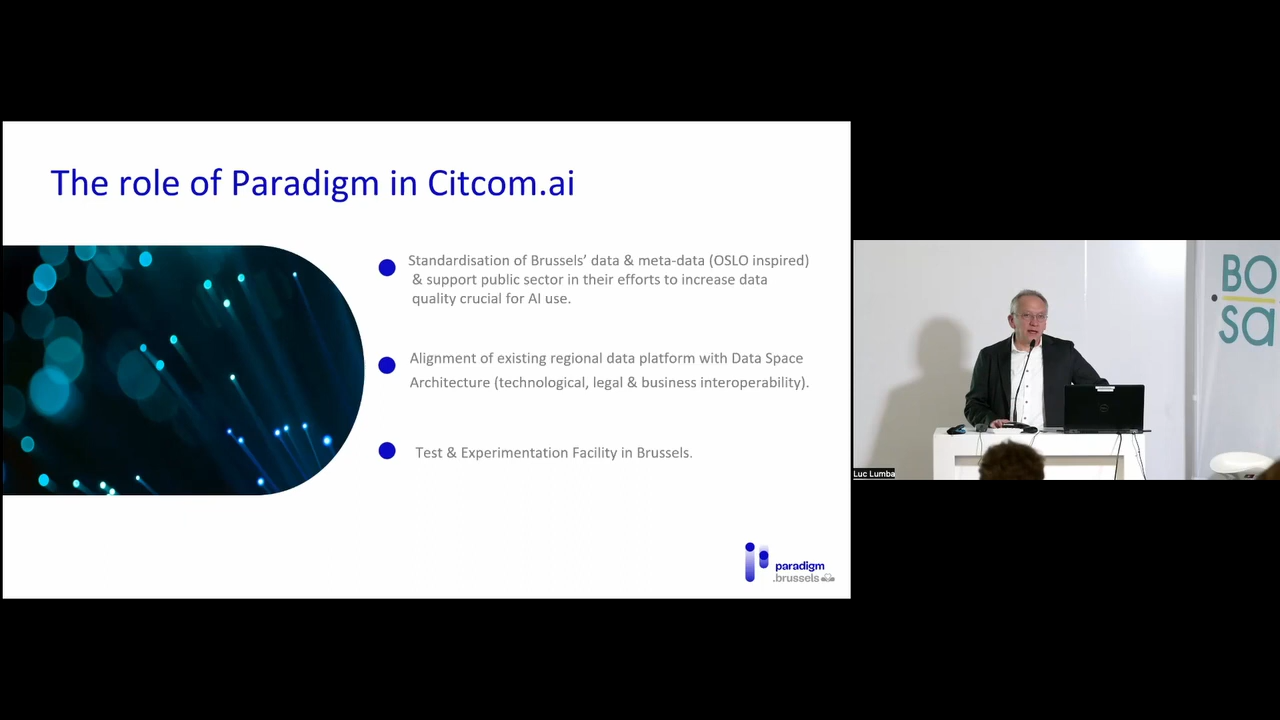 The role of Paradigm in Citcom.ai
Standardisation of Brussels’ data & meta-data (OSLO inspired)
& support public sector in their efforts to increase data
quality crucial for AI use.
Alignment of existing regional data platform with Data Space
Architecture (technological, legal & business interoperability).
Test & Experimentation Facility in Brussels.
paradigm
.brussels
BO
.sa
Luc Lumba